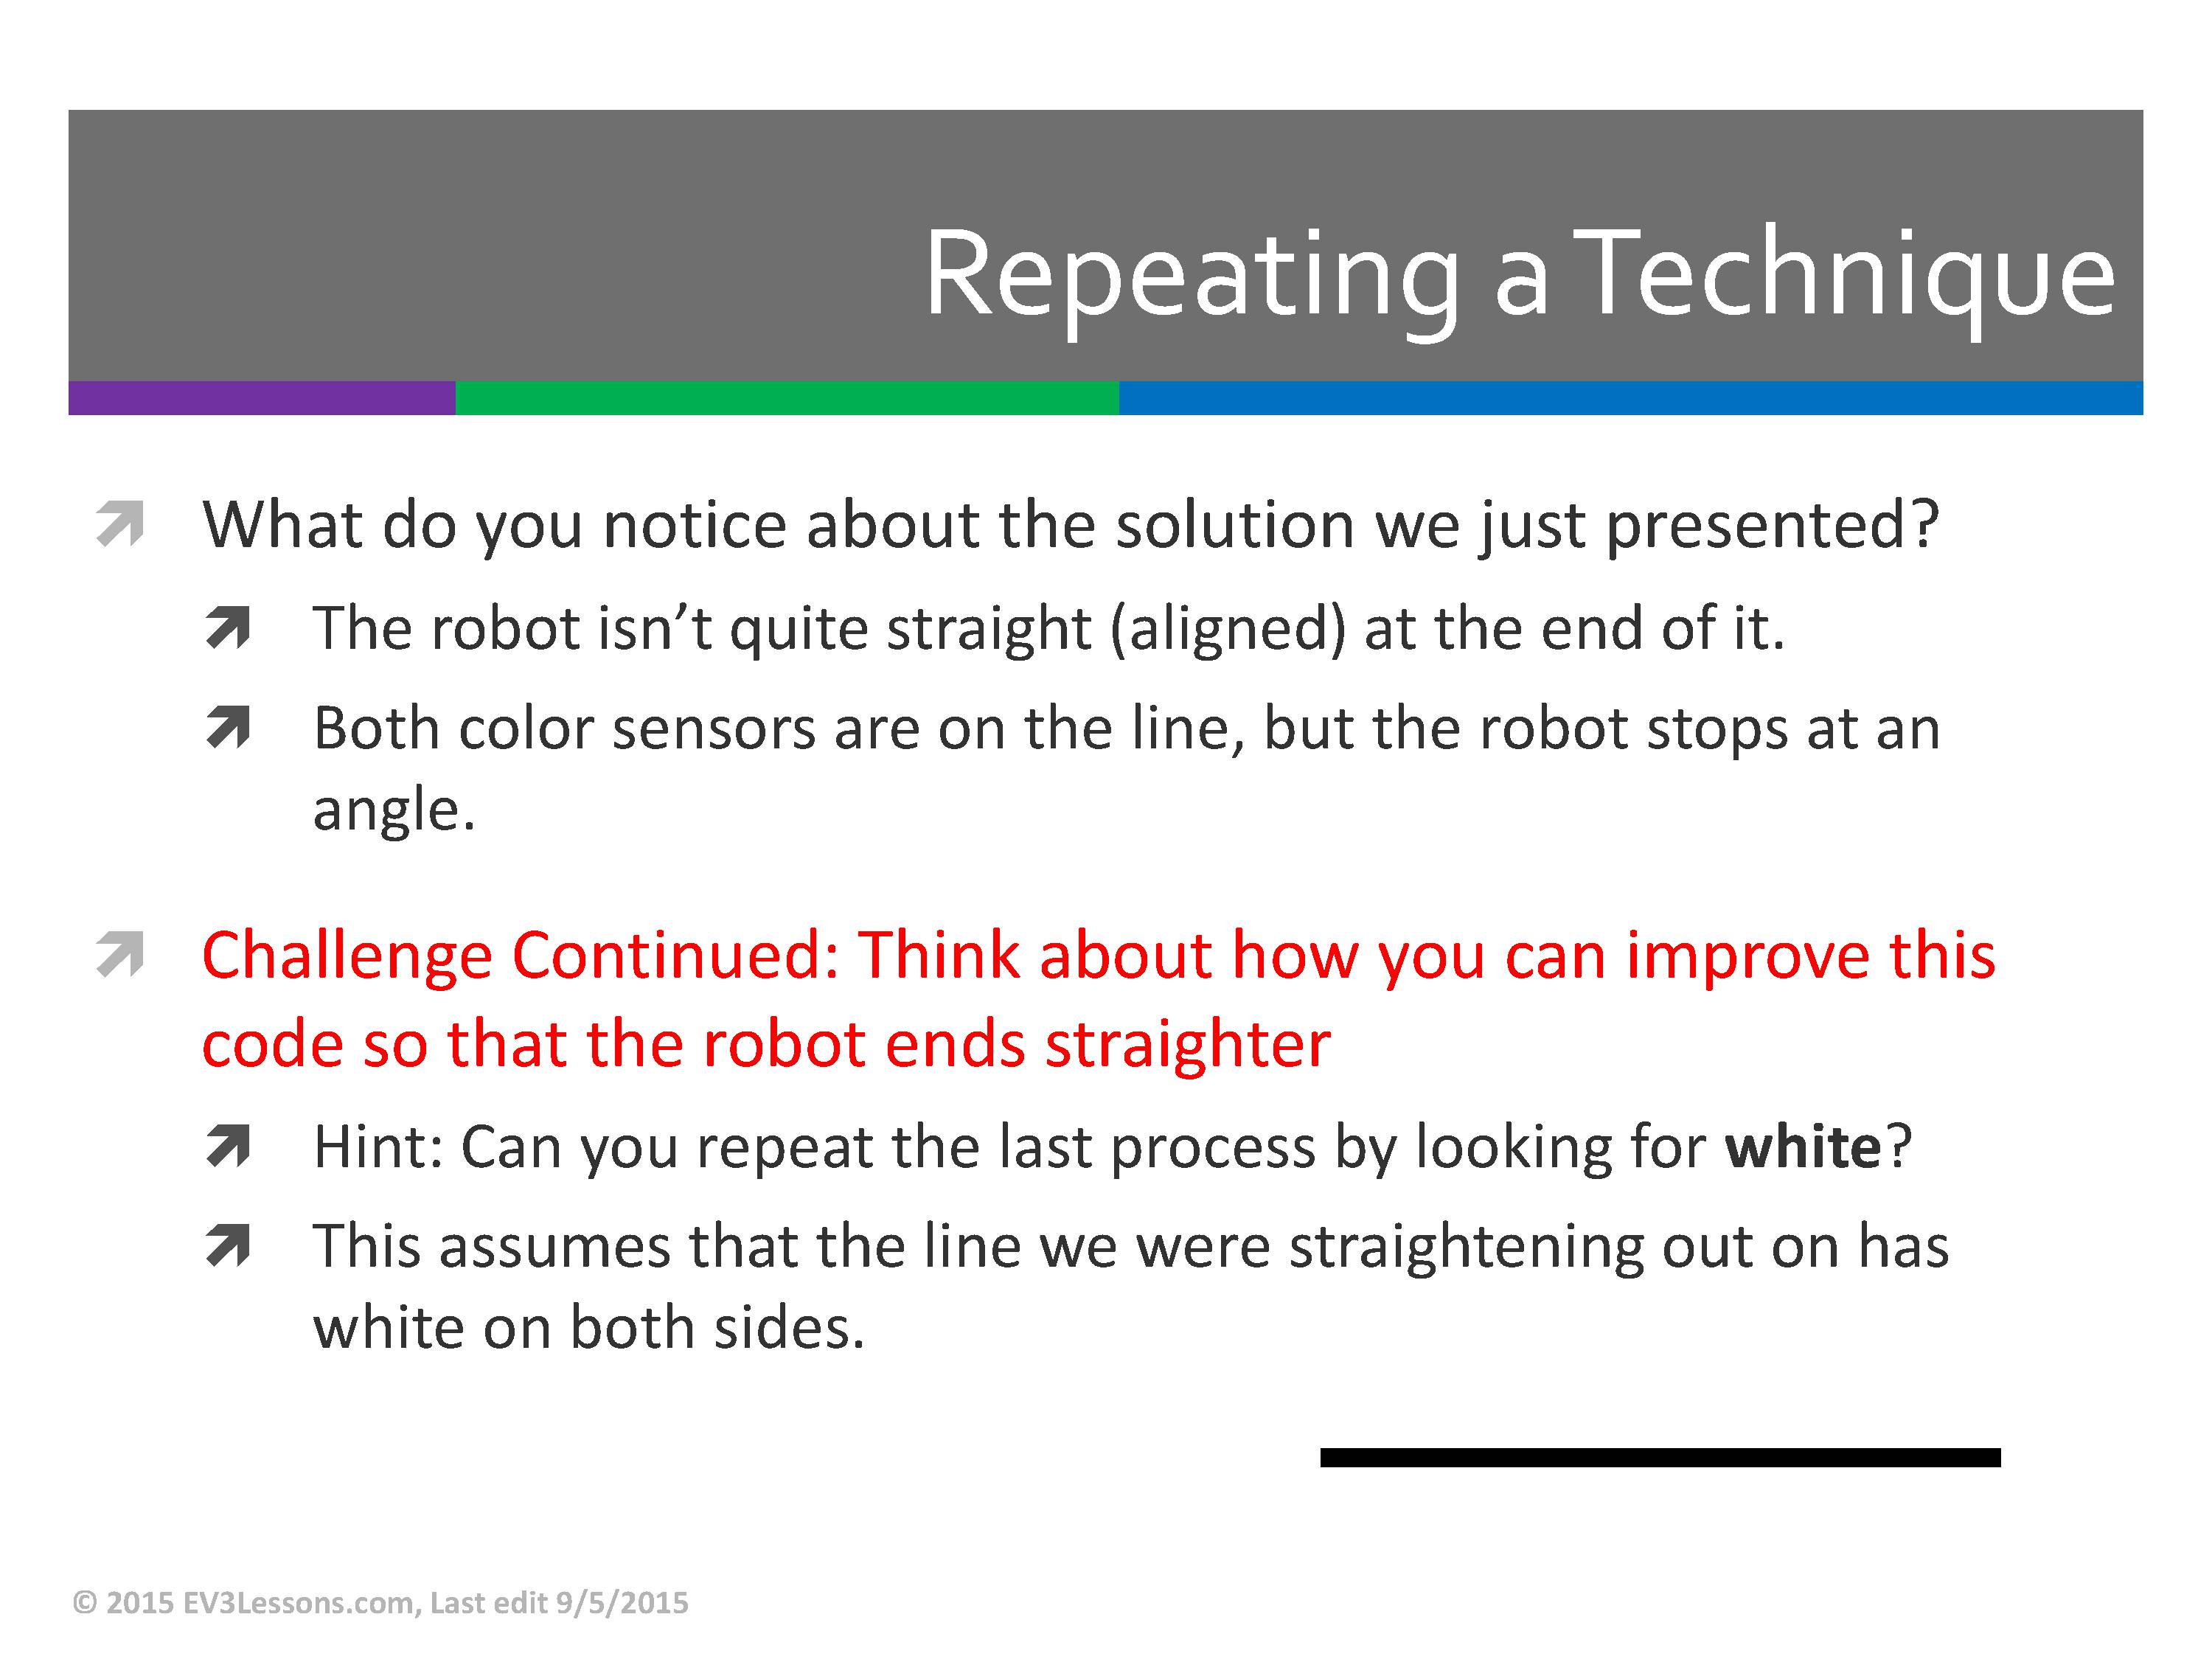 Repeating a Technique
What do you notice about the solution we just presented?
The robot isn’t quite straight (aligned) at the end of it.
Both color sensors are on the line, but the robot stops at an
angle.
Challenge Continued: Think about how you can improve this
code so that the robot ends straighter
Hint: Can you repeat the last process by looking for white?
This assumes that the line we were straightening out on has
white on both sides.
© 2015 EV3Lessons.com, Last edit 9/5/2015